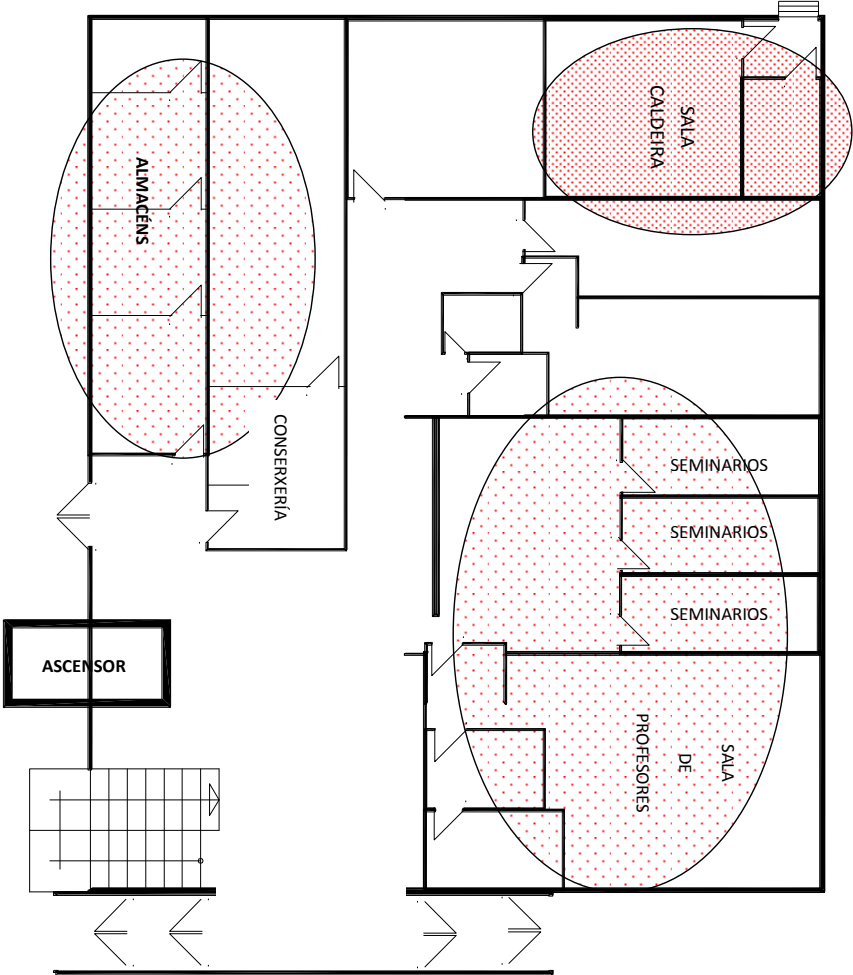 SALA
CALDEIRA
ALMACÉNS
CONSERXERÍA
SEMINARIOS
SEMINARIOS
SEMINARIOS
ASCENSOR
SALA
DE
PROFESORES